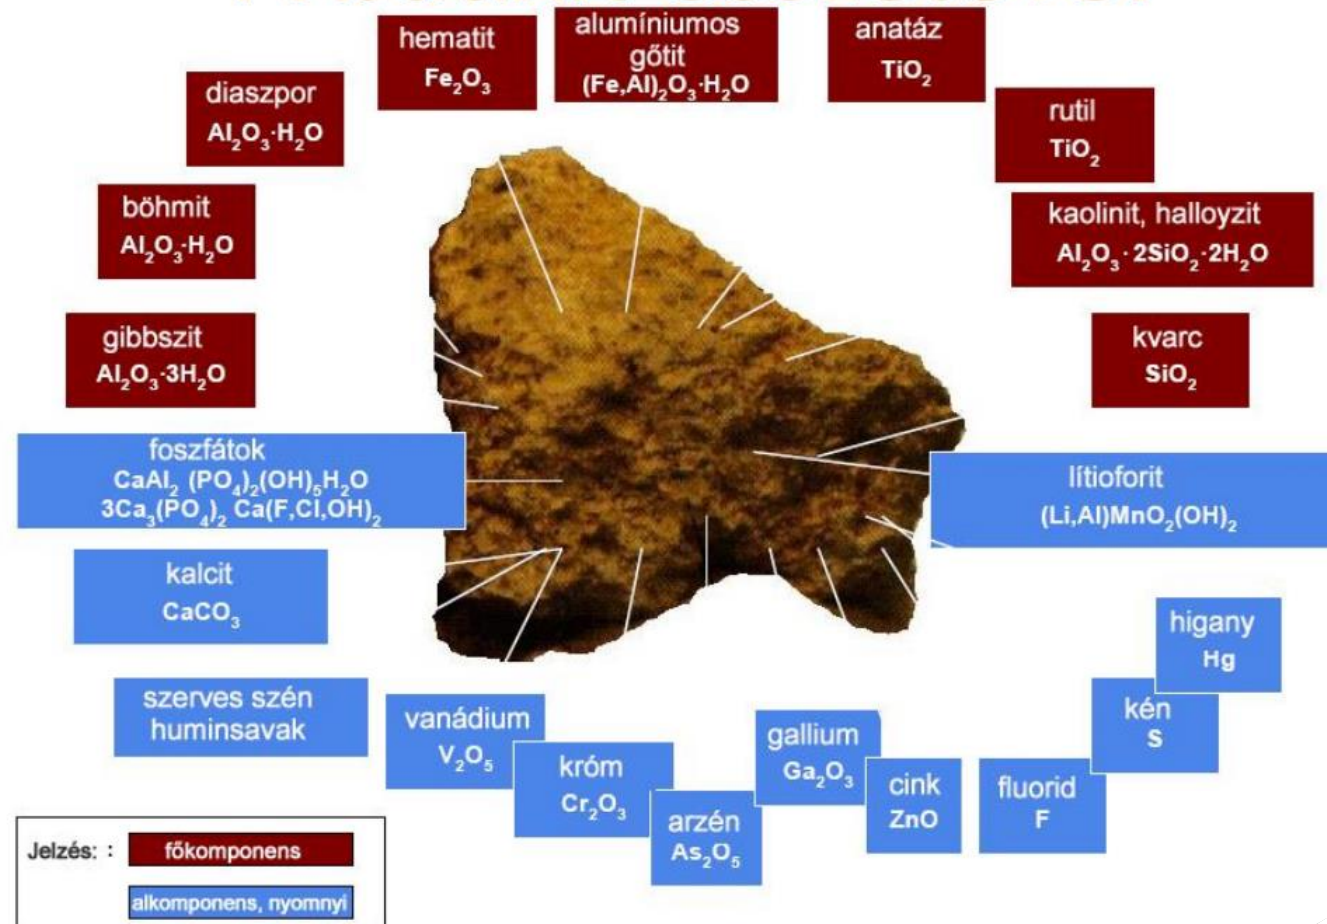 hematit
Fe₂O₃
alumíniumos
gőtit
(Fe,Al)₂O₃·H₂O
anatáz
TiO₂
diaszpor
Al₂O₃·H₂O
rutil
TiO₂
böhmit
Al₂O₃·H₂O
kaolinit, halloyzit
Al₂O₃·2SiO₂·2H₂O
gibbszit
Al₂O₃·3H₂O
kvarc
SiO₂
foszfátok
CaAl₂ (PO₄)₂(OH)₅H₂O
3Ca₃(PO₄)₂ Ca(F,Cl,OH)₂
lítioforit
(Li,Al)MnO₂(OH)₂
kalcit
CaCO₃
higany
Hg
szerves szén
huminsavak
vanádium
V₂O₅
króm
Cr₂O₃
arzén
As₂O₅
gallium
Ga₂O₃
cink
ZnO
fluorid
F
kén
S
Jelzés: :
főkomponens
alkomponens, nyomnyi